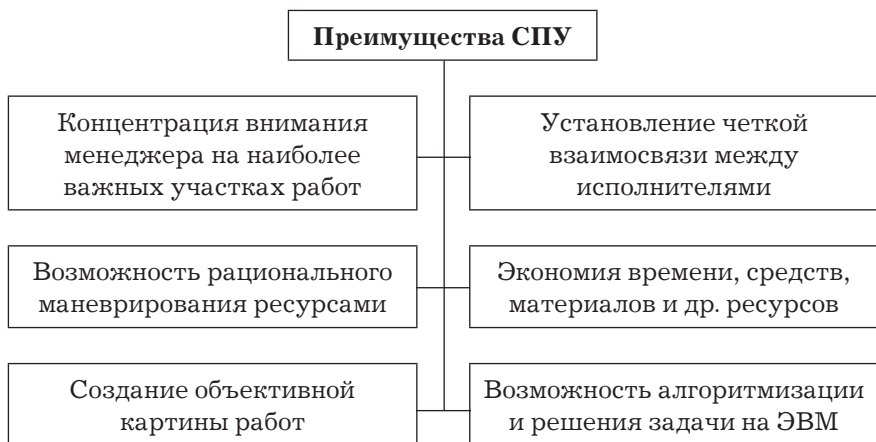 Преимущества СПУ
Концентрация внимания
менеджера на наиболее
важных участках работ
Установление четкой
взаимосвязи между
исполнителями
Возможность рационального
маневрирования ресурсами
Экономия времени, средств,
материалов и др. ресурсов
Создание объективной
картины работ
Возможность алгоритмизации
и решения задачи на ЭВМ